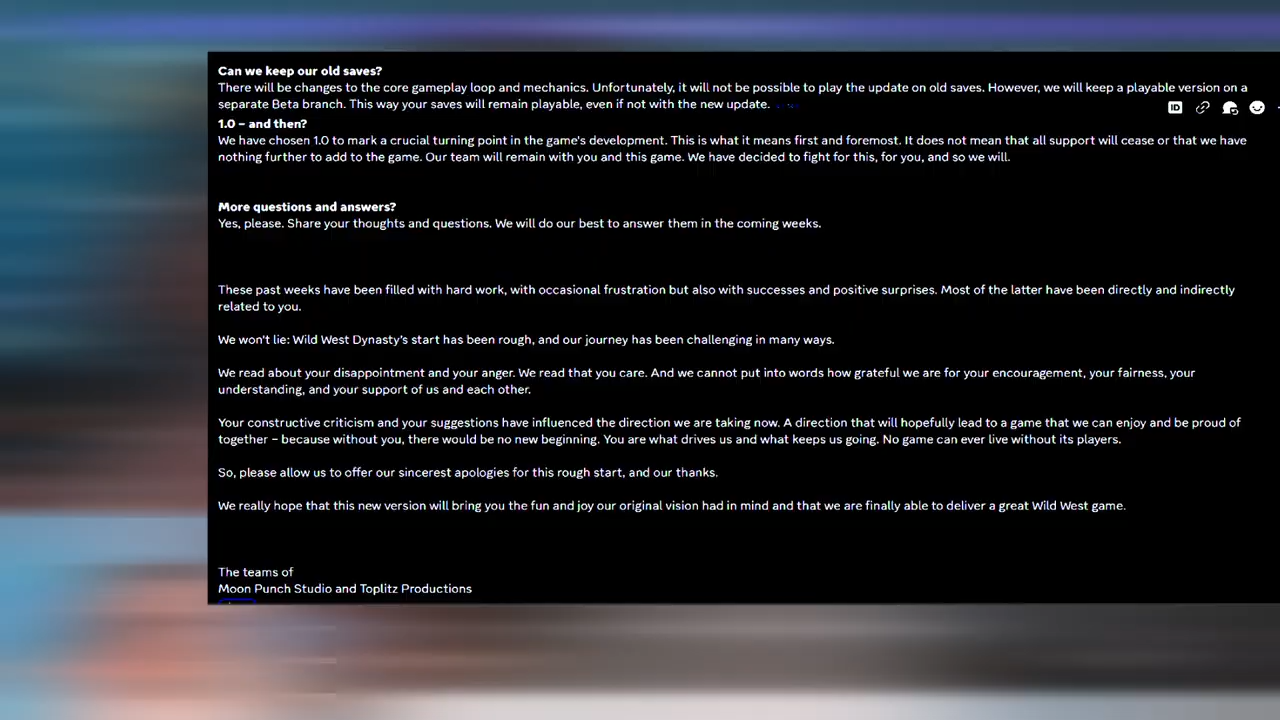 Can we keep our old saves?
There will be changes to the core gameplay loop and mechanics. Unfortunately, it will not be possible to play the update on old saves. However, we will keep a playable version on a
separate Beta branch. This way your saves will remain playable, even if not with the new update.
ID
1.0 – and then?
We have chosen 1.0 to mark a crucial turning point in the game's development. This is what it means first and foremost. It does not mean that all support will cease or that we have
nothing further to add to the game. Our team will remain with you and this game. We have decided to fight for this, for you, and so we will.
More questions and answers?
Yes, please. Share your thoughts and questions. We will do our best to answer them in the coming weeks.
These past weeks have been filled with hard work, with occasional frustration but also with successes and positive surprises. Most of the latter have been directly and indirectly
related to you.
We won't lie: Wild West Dynasty's start has been rough, and our journey has been challenging in many ways.
We read about your disappointment and your anger. We read that you care. And we cannot put into words how grateful we are for your encouragement, your fairness, your
understanding, and your support of us and each other.
Your constructive criticism and your suggestions have influenced the direction we are taking now. A direction that will hopefully lead to a game that we can enjoy and be proud of
together – because without you, there would be no new beginning. You are what drives us and what keeps us going. No game can ever live without its players.
So, please allow us to offer our sincerest apologies for this rough start, and our thanks.
We really hope that this new version will bring you the fun and joy our original vision had in mind and that we are finally able to deliver a great Wild West game.
The teams of
Moon Punch Studio and Toplitz Productions